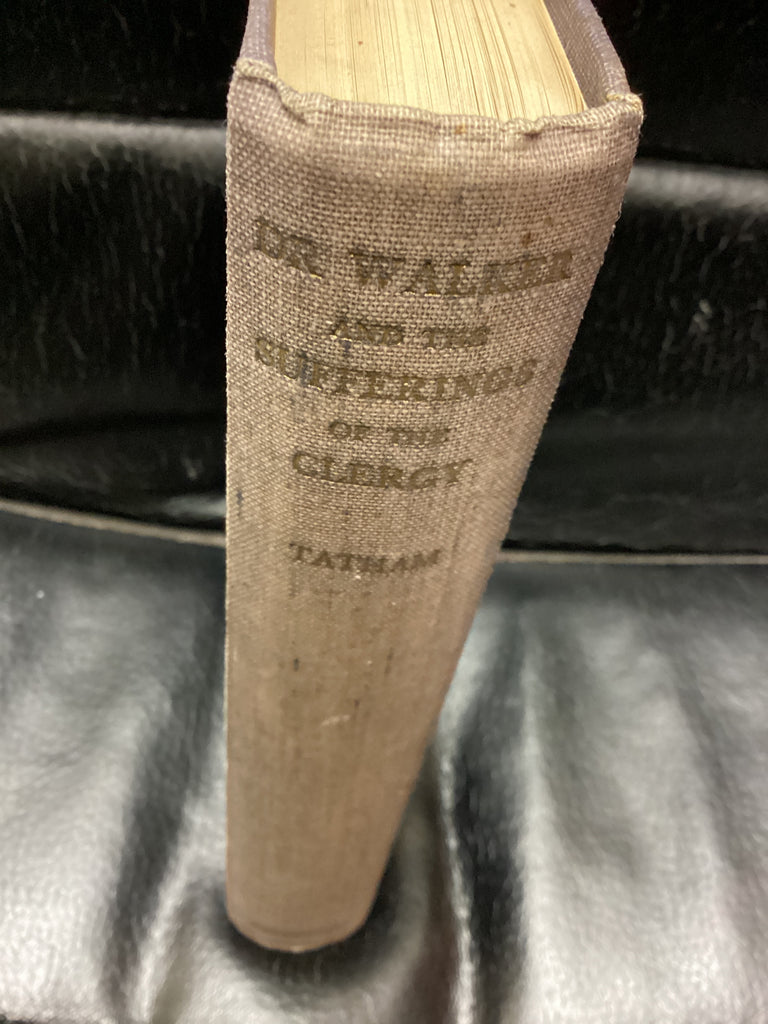 DR WALKER
AND THE
SUFFERINGS
OF THE
CLERGY
TATHAM